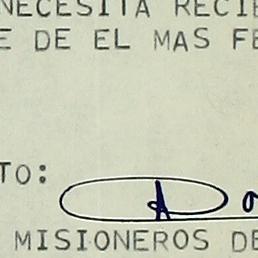 NECESITA RECIB
E DE EL MAS FE
TO:
MISIONEROS DE